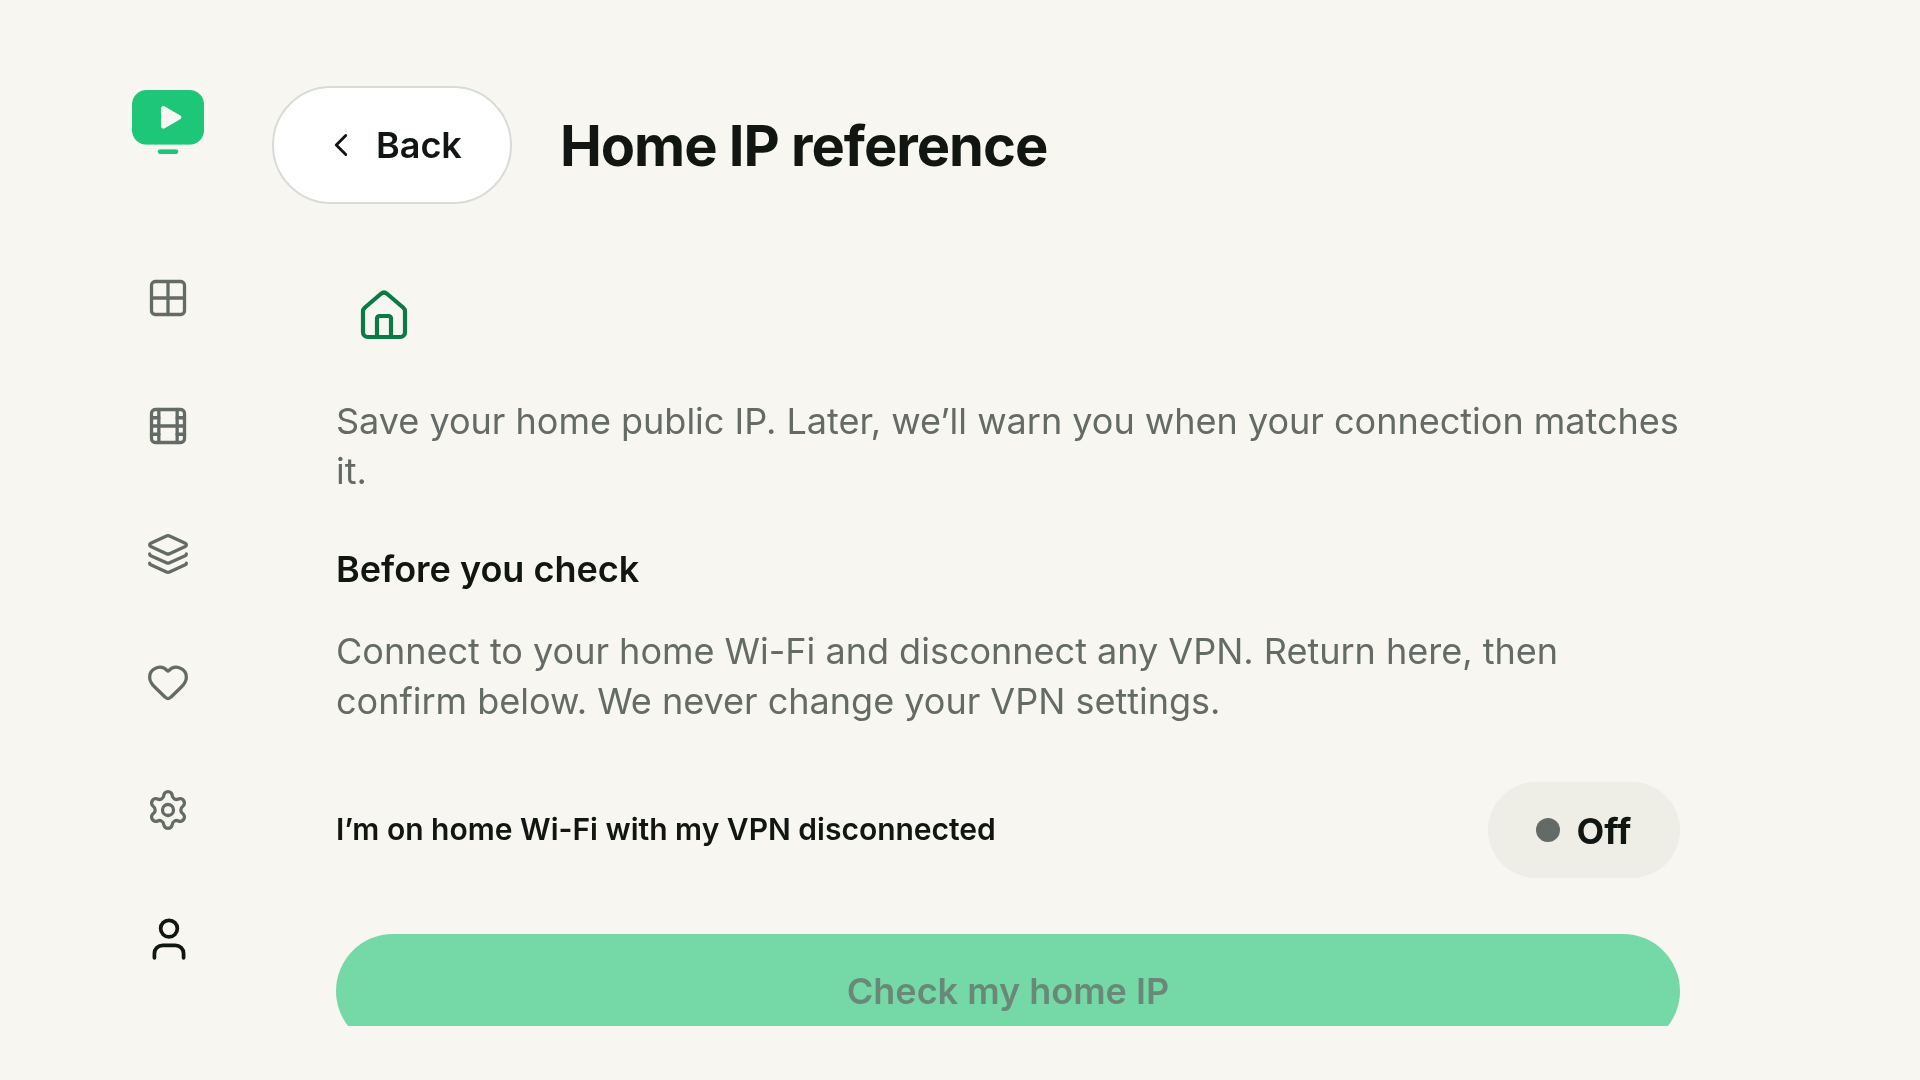 Back
Home IP reference
Save your home public IP. Later, we’ll warn you when your connection matches
it.
Before you check
Connect to your home Wi-Fi and disconnect any VPN. Return here, then
confirm below. We never change your VPN settings.
I’m on home Wi-Fi with my VPN disconnected
Off
Check my home IP